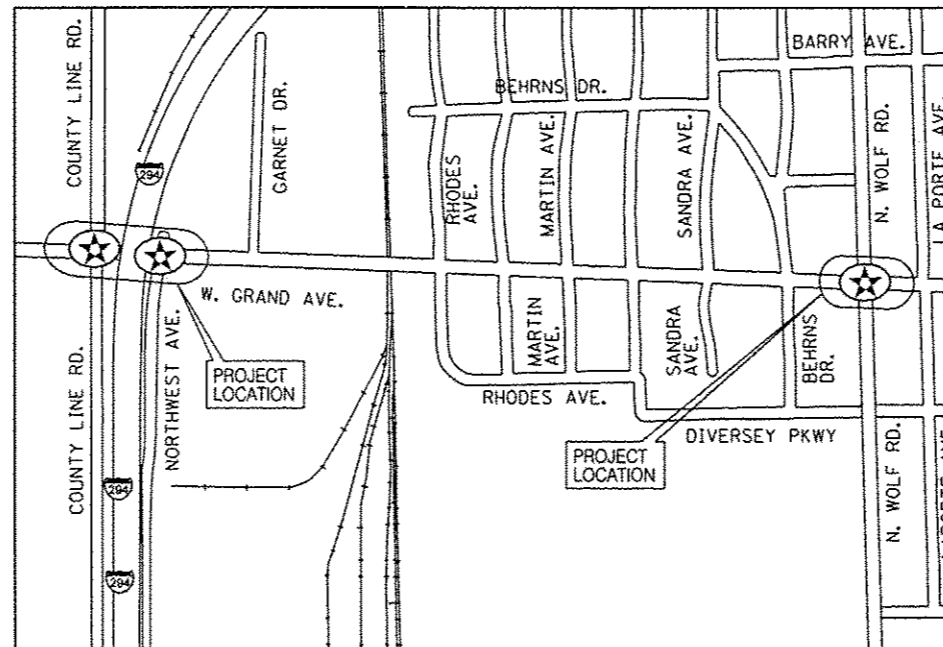 COUNTY LINE RD.
294
GARNET DR.
BEHRNS DR.
BARRY AVE.
RHODES
AVE.
MARTIN AVE.
SANDRA AVE.
N. WOLF RD.
LA PORTE AVE.
W. GRAND AVE.
COUNTY LINE RD.
NORTHWEST AVE.
PROJECT
LOCATION
MARTIN
AVE.
SANDRA
AVE.
BEHRNS
DR.
RHODES AVE.
DIVERSEY PKWY
PROJECT
LOCATION
N. WOLF RD.
294
294